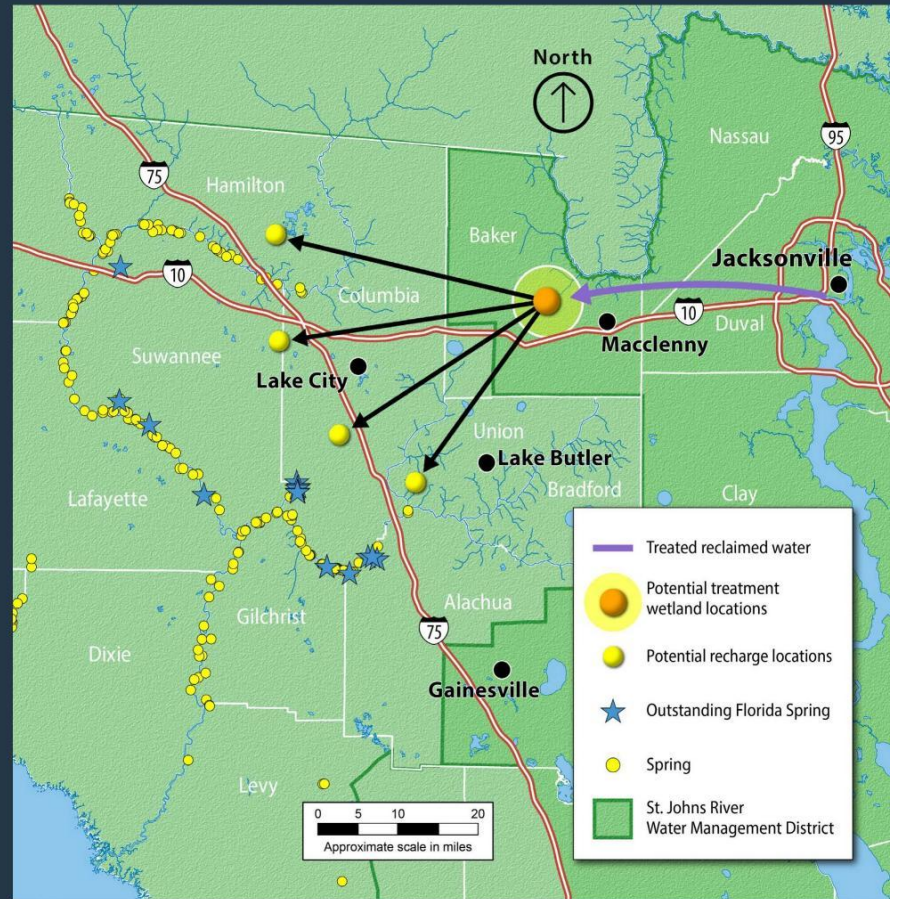 North
Nassau
95
75
Hamilton
Baker
Jacksonville
10
Columbia
10
Duval
Suwannee
Macclenny
Lake City
Union
Lake Butler
Bradford
Lafayette
Clay
Treated reclaimed water
Potential treatment
wetland locations
Alachua
Gilchrist
75
Potential recharge locations
Dixie
Gainesville
Outstanding Florida Spring
Spring
Levy
0 5 10 20
Approximate scale in miles
St. Johns River
Water Management District